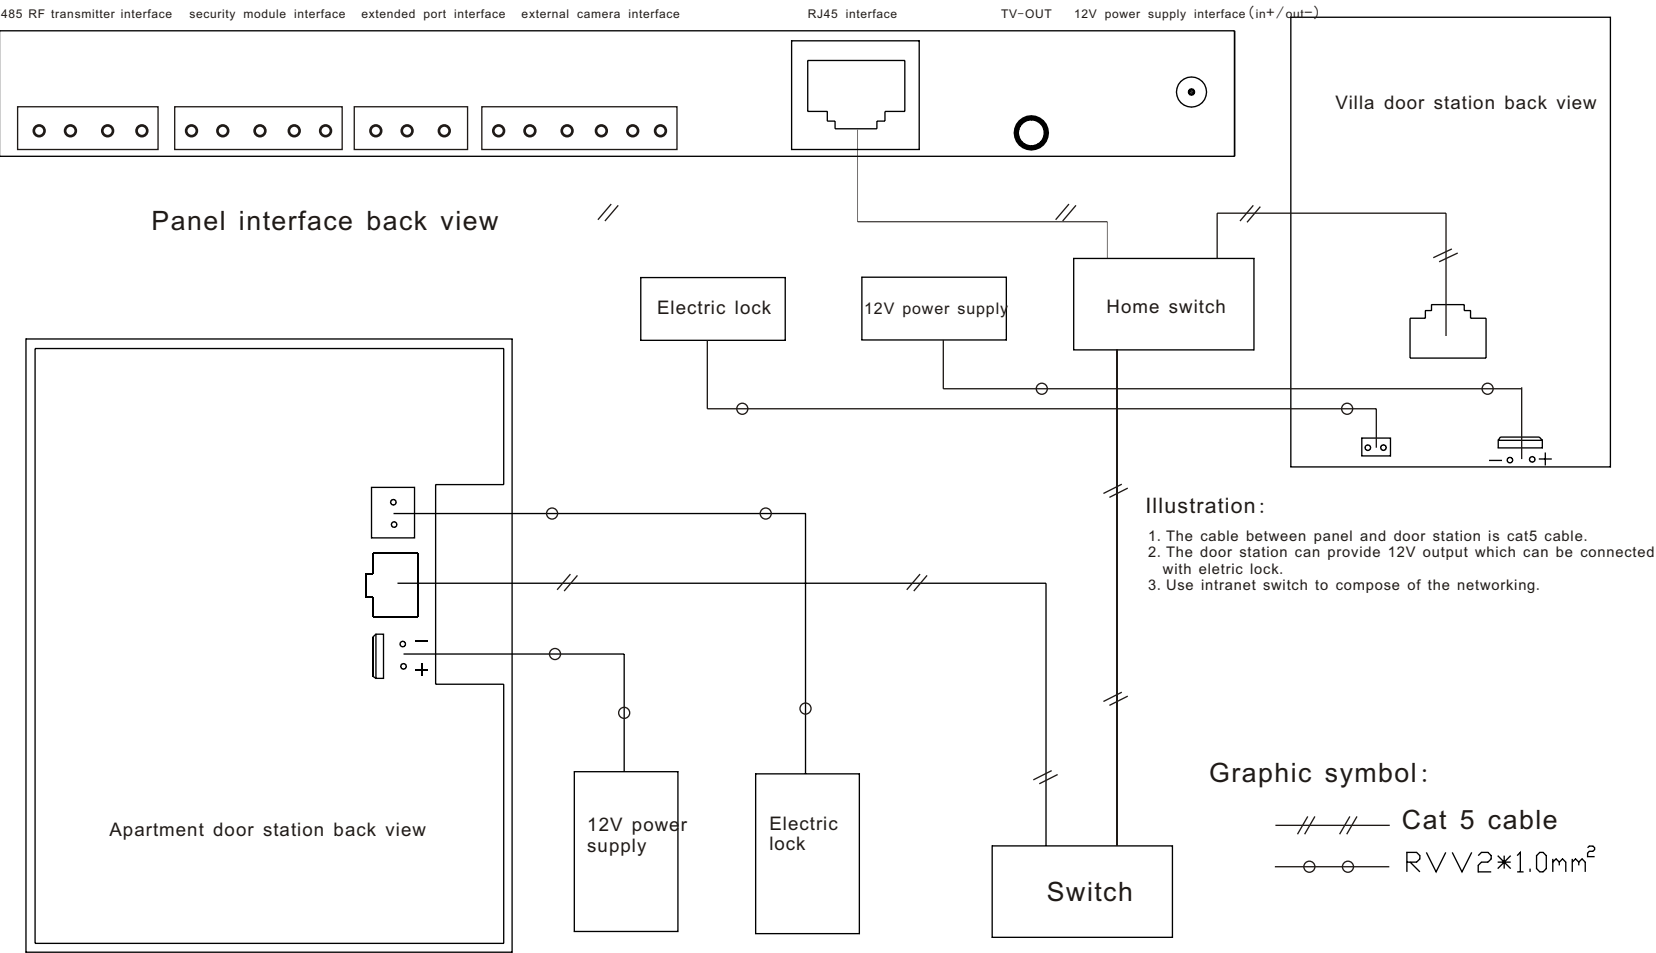 485 RF transmitter interface security module interface extended port interface external camera interface RJ45 interface TV-OUT 12V power supply interface(in+/out-)
Villa door station back view
Panel interface back view
Electric lock
12V power supply
Home switch
- +
Illustration:
1. The cable between panel and door station is cat5 cable.
2. The door station can provide 12V output which can be connected
with eletric lock.
3. Use intranet switch to compose of the networking.
-
+
Apartment door station back view
12V power
supply
Electric
lock
Switch
Graphic symbol:
Cat 5 cable
RVV2*1.0mm²